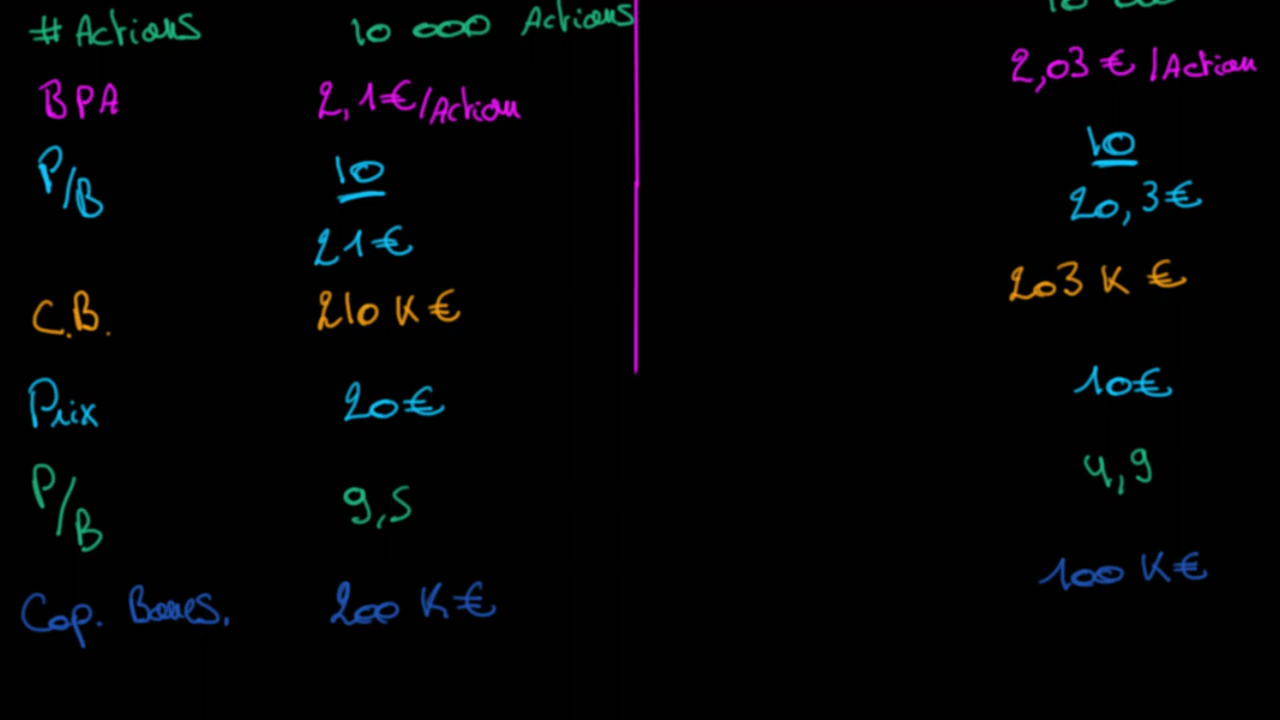 # Actions 10 000 Actions
BPA 2,1€/Action 2,03 €/Action
P/B 10 10
21€ 20,3€
C.B. 210 K € 203 K €
Prix 20€ 10€
P/B 9,5 4,9
Cap. Bours. 200 K€ 100 K€